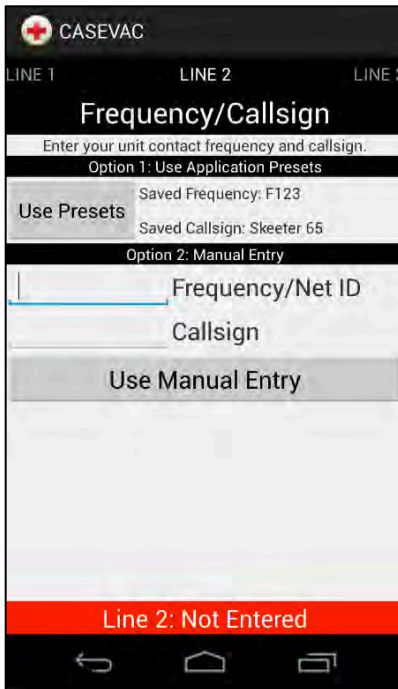 CASEVAC
LINE 1 LINE 2 LINE 3
Frequency/Callsign
Enter your unit contact frequency and callsign.
Option 1: Use Application Presets
Use Presets
Saved Frequency: F123
Saved Callsign: Skeeter 65
Option 2: Manual Entry
Frequency/Net ID
Callsign
Use Manual Entry
Line 2: Not Entered